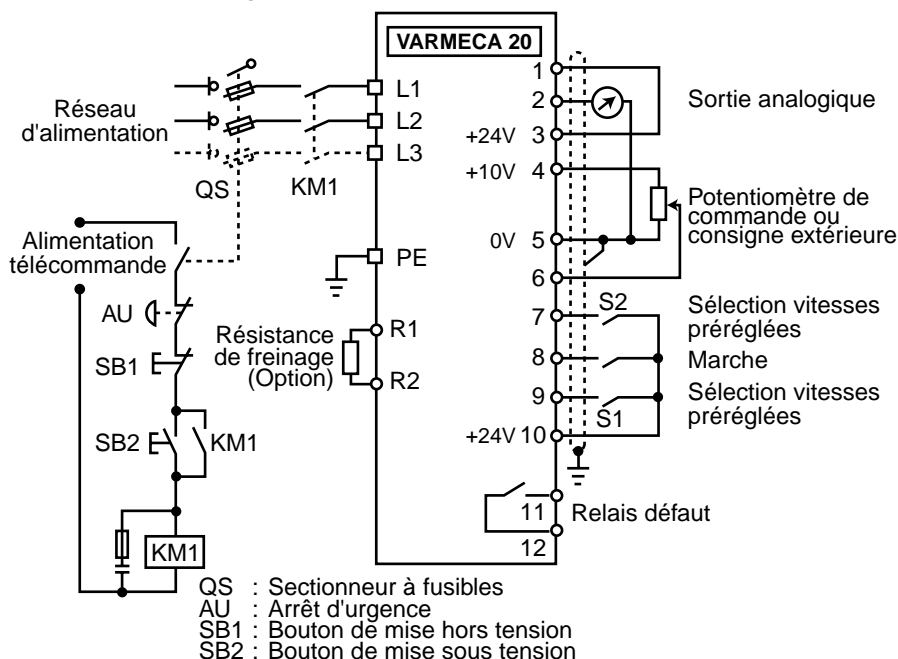 VARMECA 20
Réseau
d'alimentation
QS
KM1
L1
L2
L3
PE
R1
R2
Alimentation
télécommande
AU
SB1
SB2
KM1
KM1
Résistance
de freinage
(Option)
1
2
+24V 3
+10V 4
0V 5
6
7
8
9
+24V 10
11
12
S2
S1
Sortie analogique
Potentiomètre de
commande ou
consigne extérieure
Sélection vitesses
préréglées
Marche
Sélection vitesses
préréglées
Relais défaut
QS : Sectionneur à fusibles
AU : Arrêt d'urgence
SB1 : Bouton de mise hors tension
SB2 : Bouton de mise sous tension